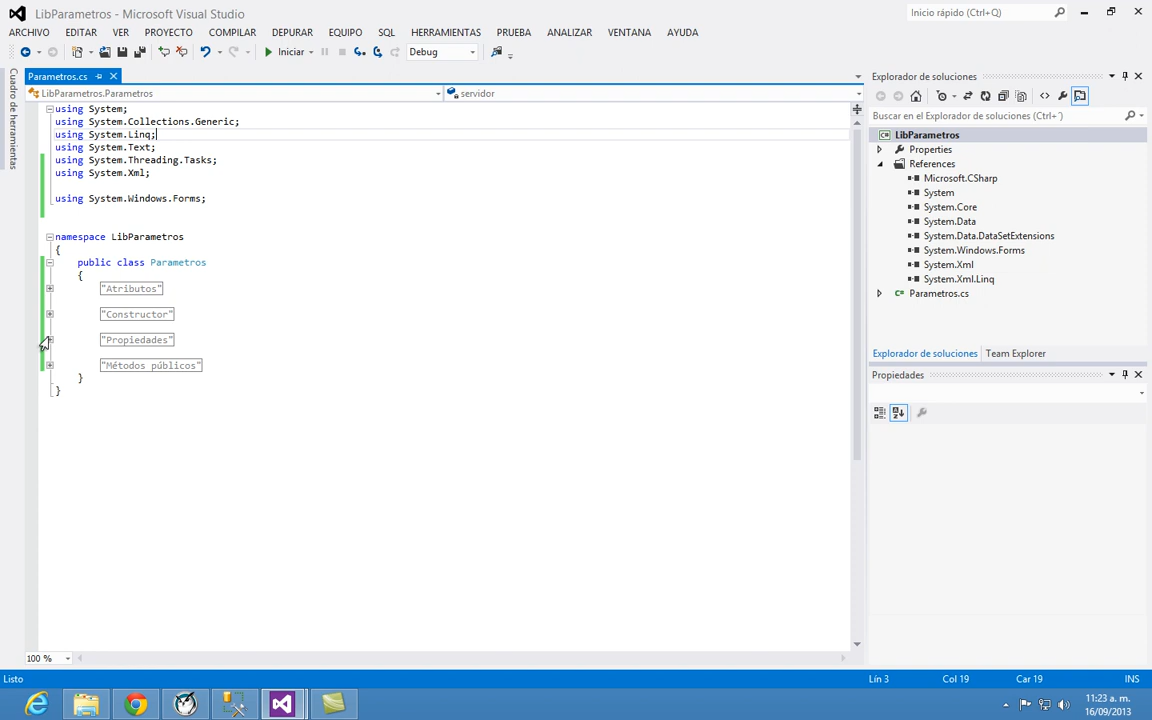 LibParametros - Microsoft Visual Studio
Inicio rápido (Ctrl+Q)
ARCHIVO EDITAR VER PROYECTO COMPILAR DEPURAR EQUIPO SQL HERRAMIENTAS PRUEBA ANALIZAR VENTANA AYUDA
Iniciar Debug
Cuadro de herramientas
Parametros.cs
LibParametros.Parametros
servidor
using System;
using System.Collections.Generic;
using System.Linq;
using System.Text;
using System.Threading.Tasks;
using System.Xml;
using System.Windows.Forms;
namespace LibParametros
{
public class Parametros
{
"Atributos"
"Constructor"
"Propiedades"
"Métodos públicos"
}
}
100 %
Explorador de soluciones
Buscar en el Explorador de soluciones (Ctrl+¨)
LibParametros
Properties
References
Microsoft.CSharp
System
System.Core
System.Data
System.Data.DataSetExtensions
System.Windows.Forms
System.Xml
System.Xml.Linq
Parametros.cs
Explorador de soluciones Team Explorer
Propiedades
Listo
Lín 3 Col 19 Car 19 INS
11:23 a. m.
16/09/2013